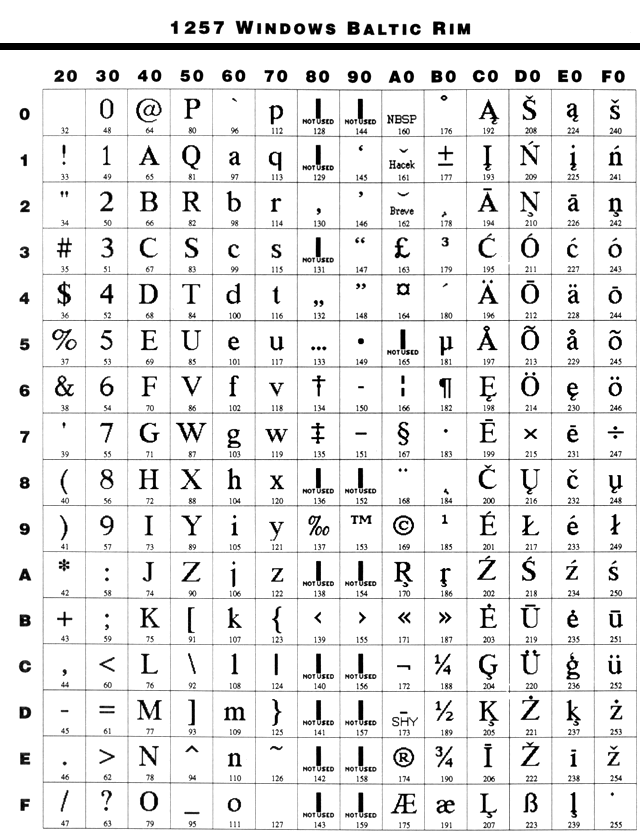 1257 WINDOWS BALTIC RIM
20 30 40 50 60 70 80 90 A0 B0 C0 D0 E0 F0
0 0 @ P ` p NOT USED NOT USED NBSP ° Ą Š ą š
32 48 64 80 96 112 128 144 160 176 192 208 224 240
1 ! 1 A Q a q NOT USED ‘ ˇ Hacek ± Į Ń į ń
33 49 65 81 97 113 129 145 161 177 193 209 225 241
2 " 2 B R b r ‚ ’ ˘ Breve Ā Ņ ā ņ
34 50 66 82 98 114 130 146 162 178 194 210 226 242
3 # 3 C S c s NOT USED “ £ ³ Ć Ó ć ó
35 51 67 83 99 115 131 147 163 179 195 211 227 243
4 $ 4 D T d t „ ” ¤ ´ Ä Ō ä ō
36 52 68 84 100 116 132 148 164 180 196 212 228 244
5 % 5 E U e u … • NOT USED µ Å Õ å õ
37 53 69 85 101 117 133 149 165 181 197 213 229 245
6 & 6 F V f v † - ¦ ¶ Ę Ö ę ö
38 54 70 86 102 118 134 150 166 182 198 214 230 246
7 ' 7 G W g w ‡ – § · Ē × ē ÷
39 55 71 87 103 119 135 151 167 183 199 215 231 247
8 ( 8 H X h x NOT USED NOT USED ¨ Č Ų č ų
40 56 72 88 104 120 136 152 168 184 200 216 232 248
9 ) 9 I Y i y ‰ ™ © ¹ É Ł é ł
41 57 73 89 105 121 137 153 169 185 201 217 233 249
A * : J Z j z NOT USED NOT USED Ŗ ŗ Ź Ś ź ś
42 58 74 90 106 122 138 154 170 186 202 218 234 250
B + ; K [ k { ‹ › « » Ė Ū ė ū
43 59 75 91 107 123 139 155 171 187 203 219 235 251
C , < L \ l | NOT USED NOT USED ¬ ¼ Ģ Ü ģ ü
44 60 76 92 108 124 140 156 172 188 204 220 236 252
D - = M ] m } NOT USED NOT USED SHY ½ Ķ Ż ķ ż
45 61 77 93 109 125 141 157 173 189 205 221 237 253
E . > N ^ n ~ NOT USED NOT USED ® ¾ Ī Ž ī ž
46 62 78 94 110 126 142 158 174 190 206 222 238 254
F / ? O _ o NOT USED NOT USED Æ æ Ļ ß ļ ˙
47 63 79 95 111 127 143 159 175 191 207 223 239 255